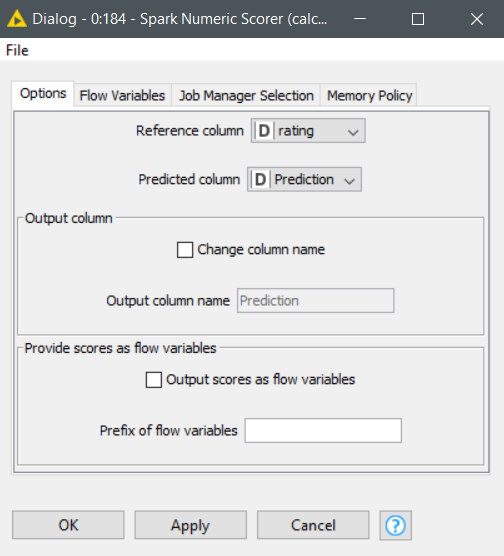 Dialog - 0:184 - Spark Numeric Scorer (calc...
File
Options Flow Variables Job Manager Selection Memory Policy
Reference column D rating
Predicted column D Prediction
Output column
Change column name
Output column name Prediction
Provide scores as flow variables
Output scores as flow variables
Prefix of flow variables
OK Apply Cancel ?